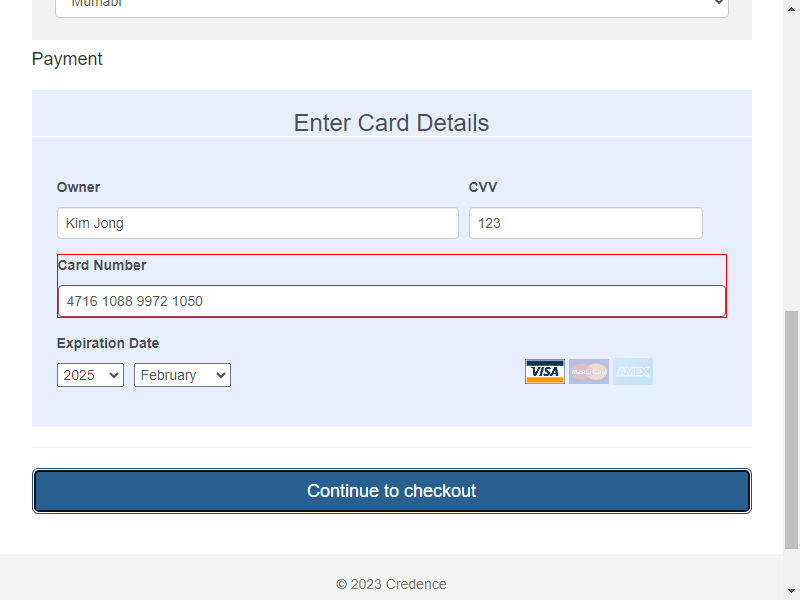 Mumabi
Payment
Enter Card Details
Owner CVV
Kim Jong 123
Card Number
4716 1088 9972 1050
Expiration Date
2025 February VISA MasterCard AMEX
Continue to checkout
© 2023 Credence